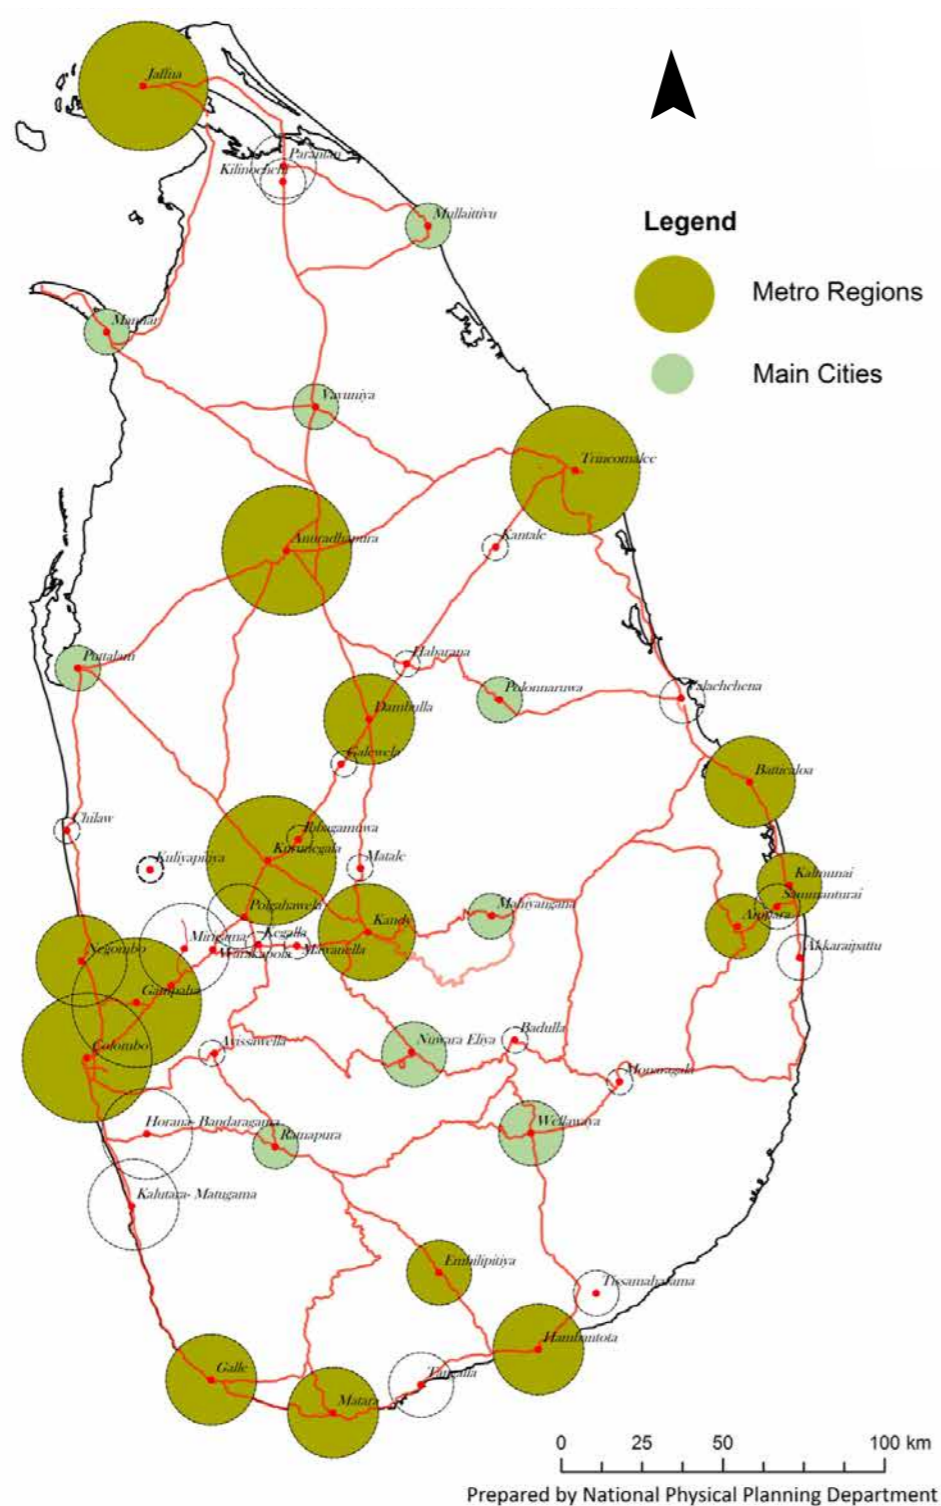 Jaffna
Paranlan
Kilinochchi
Mullaittivu
Legend
Metro Regions
Mannar
Main Cities
Vavuniya
Trincomalee
Anuradhapura
Kantale
Habarana
Puttalam
Polonnaruwa
Valachchena
Dambulla
Galewela
Batticaloa
Chilaw
Ibbagamuwa
Kurunegala
Kuliyapitiya
Matale
Kalmunai
Sammanturai
Mahiyangana
Polgahawela
Kandy
Ampara
Mirigama
Kegalla
Warakapola
Mawanella
Negombo
Akkaraipattu
Gampaha
Colombo
Avissawella
Nuwara Eliya
Badulla
Monaragala
Horana- Bandaragama
Ratnapura
Wellawaya
Kalutara- Matugama
Embilipitiya
Tissamaharama
Hambantota
Galle
Tangalla
Matara
0 25 50 100 km
Prepared by National Physical Planning Department